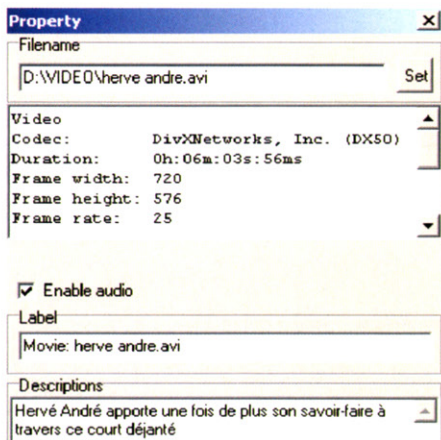 Property
Filename
D:\VIDEO\herve andre.avi
Set
Video
Codec: DivXNetworks, Inc. (DX50)
Duration: 0h:06m:03s:56ms
Frame width: 720
Frame height: 576
Frame rate: 25
Enable audio
Label
Movie: herve andre.avi
Descriptions
Hervé André apporte une fois de plus son savoir-faire à
travers ce court déjanté